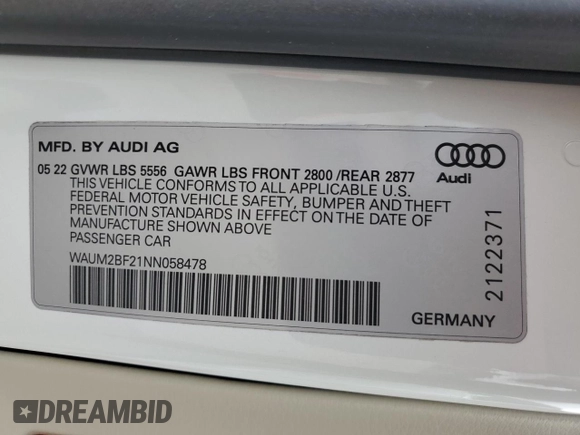 MFD. BY AUDI AG
05 22 GVWR LBS 5556 GAWR LBS FRONT 2800 /REAR 2877
THIS VEHICLE CONFORMS TO ALL APPLICABLE U.S.
FEDERAL MOTOR VEHICLE SAFETY, BUMPER AND THEFT
PREVENTION STANDARDS IN EFFECT ON THE DATE OF
MANUFACTURE SHOWN ABOVE
PASSENGER CAR
WAUM2BF21NN058478
Audi
2122371
GERMANY
DREAMBID